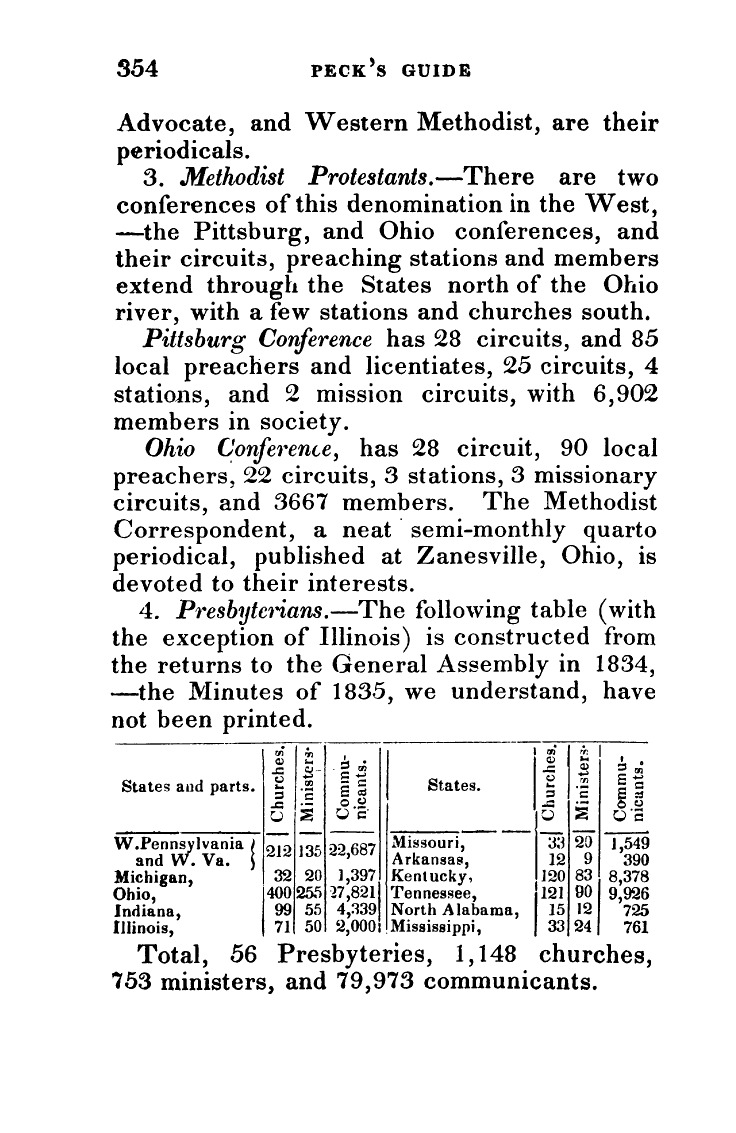 354 PECK'S GUIDE
Advocate, and Western Methodist, are their
periodicals.
3. Methodist Protestants.—There are two
conferences of this denomination in the West,
—the Pittsburg, and Ohio conferences, and
their circuits, preaching stations and members
extend through the States north of the Ohio
river, with a few stations and churches south.
Pittsburg Conference has 28 circuits, and 85
local preachers and licentiates, 25 circuits, 4
stations, and 2 mission circuits, with 6,902
members in society.
Ohio Conference, has 28 circuit, 90 local
preachers, 22 circuits, 3 stations, 3 missionary
circuits, and 3667 members. The Methodist
Correspondent, a neat semi-monthly quarto
periodical, published at Zanesville, Ohio, is
devoted to their interests.
4. Presbyterians.—The following table (with
the exception of Illinois) is constructed from
the returns to the General Assembly in 1834,
—the Minutes of 1835, we understand, have
not been printed.
States and parts. Churches. Ministers. Commu-nicants. States. Churches. Ministers. Commu-nicants.
W.Pennsylvania and W. Va. } 212 135 22,687 Missouri, 33 20 1,549
Arkansas, 12 9 390
Michigan, 32 20 1,397 Kentucky, 120 83 8,378
Ohio, 400 255 27,821 Tennessee, 121 90 9,926
Indiana, 99 55 4,339 North Alabama, 15 12 725
Illinois, 71 50 2,000 Mississippi, 33 24 761
Total, 56 Presbyteries, 1,148 churches,
753 ministers, and 79,973 communicants.